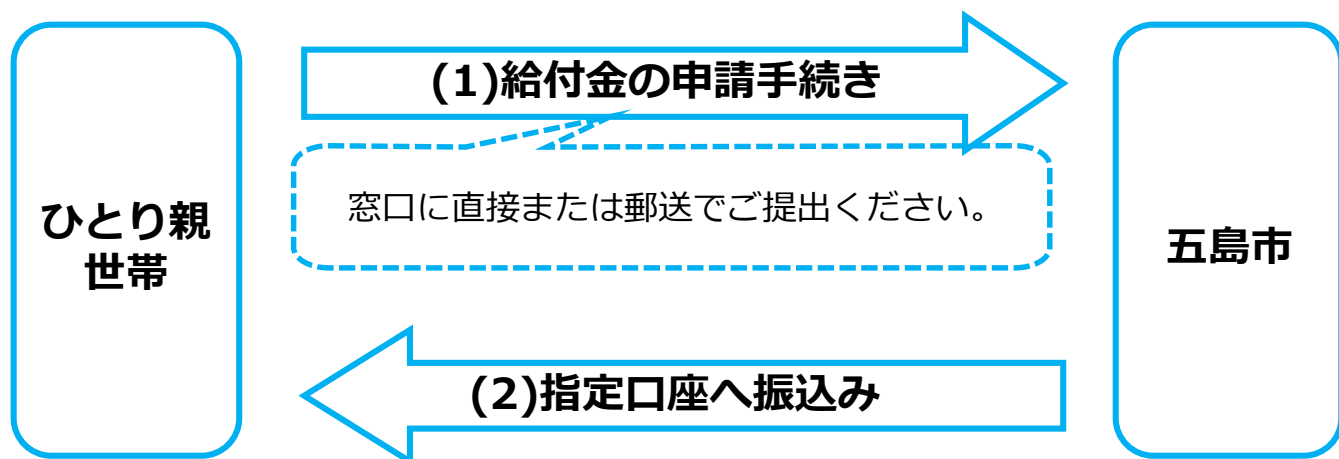 ひとり親
世帯
(1)給付金の申請手続き
窓口に直接または郵送でご提出ください。
(2)指定口座へ振込み
五島市